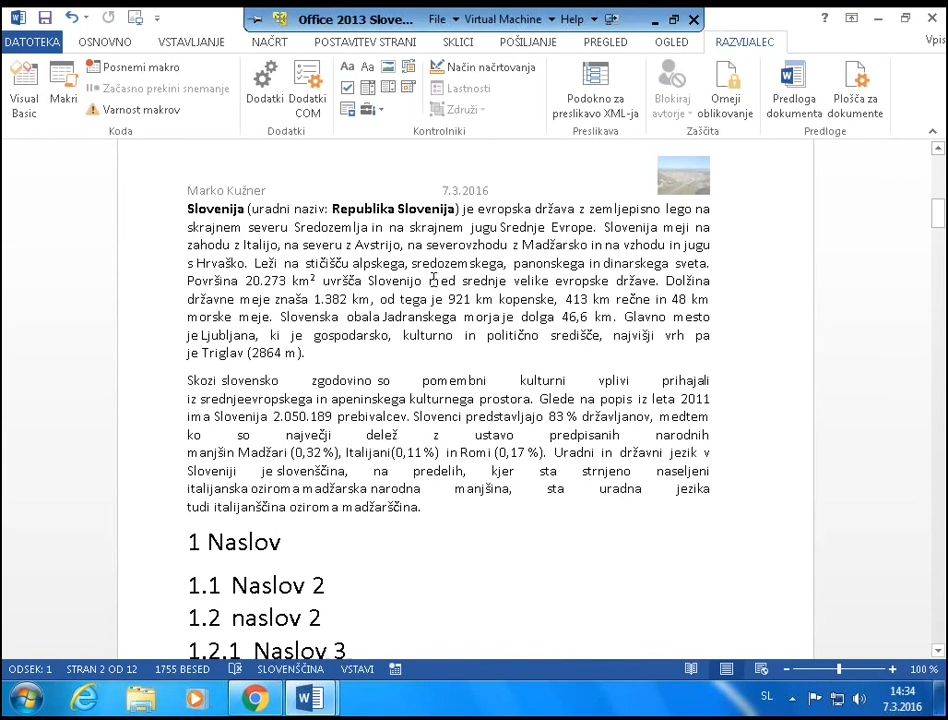 Office 2013 Slove...
File
Virtual Machine
Help
?
DATOTEKA
OSNOVNO
VSTAVLJANJE
NAČRT
POSTAVITEV STRANI
SKLICI
POŠILJANJE
PREGLED
OGLED
RAZVIJALEC
Vpis
Visual Basic
Makri
Posnemi makro
Začasno prekini snemanje
Varnost makrov
Koda
Dodatki
Dodatki COM
Dodatki
Aa Aa
Način načrtovanja
Lastnosti
Združi
Kontrolniki
Podokno za preslikavo XML-ja
Preslikava
Blokiraj avtorje
Omeji oblikovanje
Zaščita
Predloga dokumenta
Plošča za dokumente
Predloge
Marko Kužner 7.3.2016
Slovenija (uradni naziv: Republika Slovenija) je evropska država z zemljepisno lego na
skrajnem severu Sredozemlja in na skrajnem jugu Srednje Evrope. Slovenija meji na
zahodu z Italijo, na severu z Avstrijo, na severovzhodu z Madžarsko in na vzhodu in jugu
s Hrvaško. Leži na stičišču alpskega, sredozemskega, panonskega in dinarskega sveta.
Površina 20.273 km² uvršča Slovenijo med srednje velike evropske države. Dolžina
državne meje znaša 1.382 km, od tega je 921 km kopenske, 413 km rečne in 48 km
morske meje. Slovenska obala Jadranskega morja je dolga 46,6 km. Glavno mesto
je Ljubljana, ki je gospodarsko, kulturno in politično središče, najvišji vrh pa
je Triglav (2864 m).
Skozi slovensko zgodovino so pomembni kulturni vplivi prihajali
iz srednjeevropskega in apeninskega kulturnega prostora. Glede na popis iz leta 2011
ima Slovenija 2.050.189 prebivalcev. Slovenci predstavljajo 83 % državljanov, medtem
ko so največji delež z ustavo predpisanih narodnih
manjšin Madžari (0,32 %), Italijani(0,11 %) in Romi (0,17 %). Uradni in državni jezik v
Sloveniji je slovenščina, na predelih, kjer sta strnjeno naseljeni
italijanska oziroma madžarska narodna manjšina, sta uradna jezika
tudi italijanščina oziroma madžarščina.
1 Naslov
1.1 Naslov 2
1.2 naslov 2
1.2.1 Naslov 3
ODSEK: 1
STRAN 2 OD 12
1755 BESED
SLOVENŠČINA
VSTAVI
100 %
SL
14:34
7.3.2016